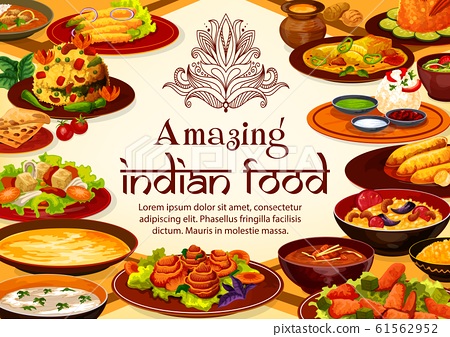 Amazing
indian food
Lorem ipsum dolor sit amet, consectetur
adipiscing elit. Phasellus fringilla facilisis
dictum. Mauris in molestie massa.
61562952